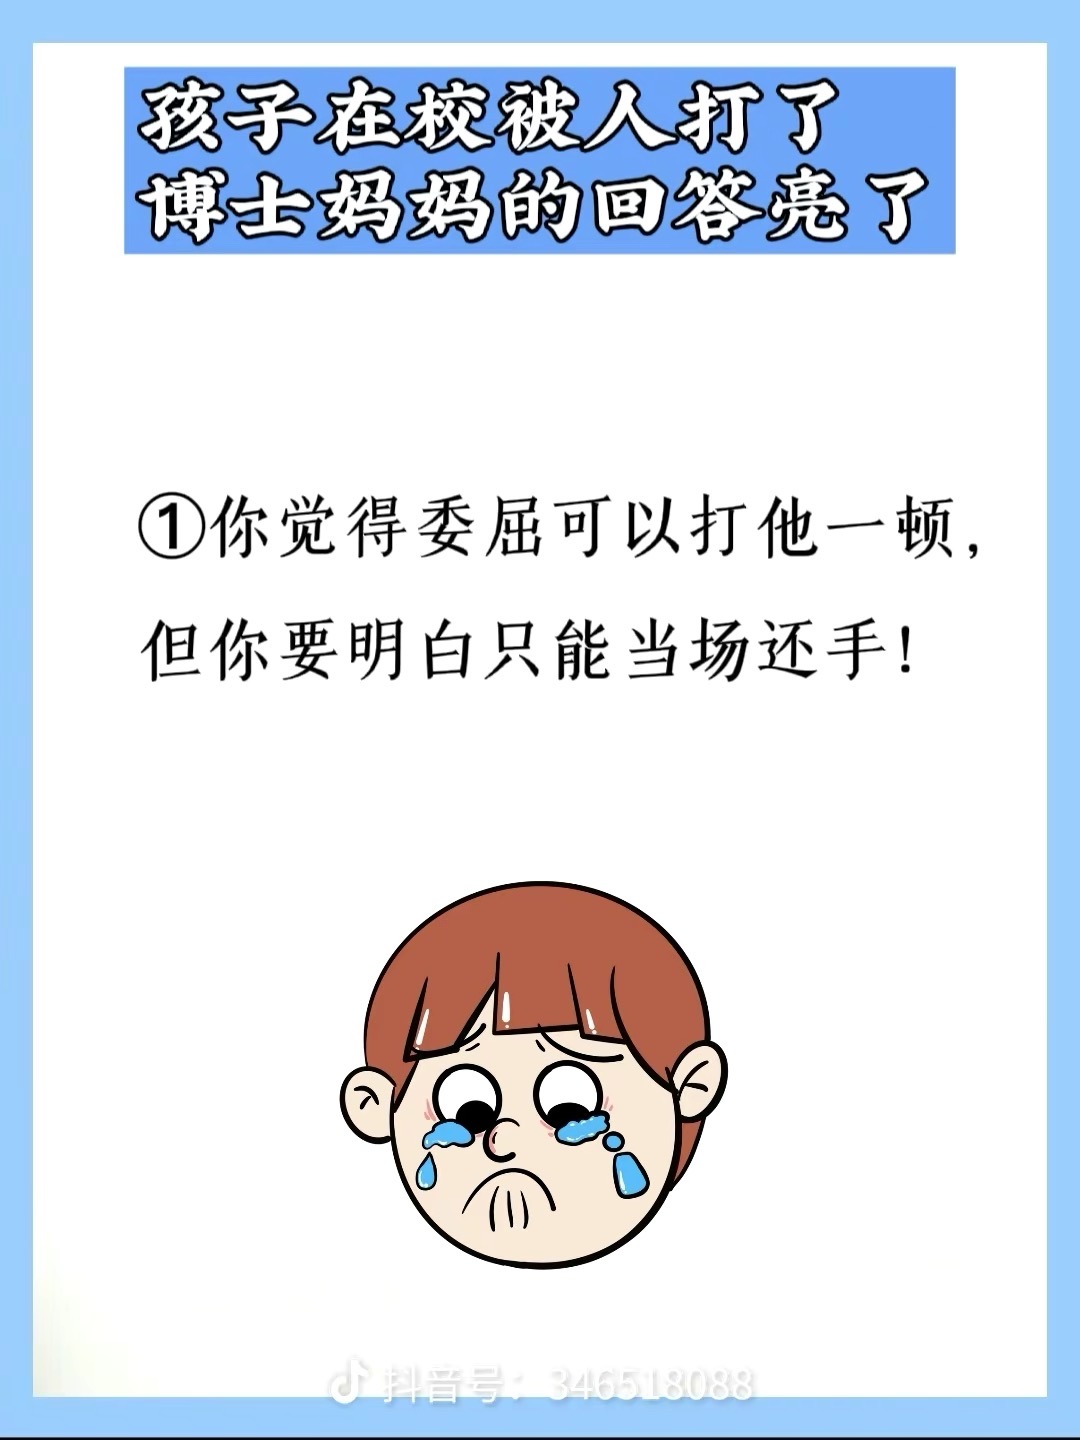 孩子在校被人打了
博士妈妈的回答亮了
①你觉得委屈可以打他一顿，
但你要明白只能当场还手！
抖音号：346518088